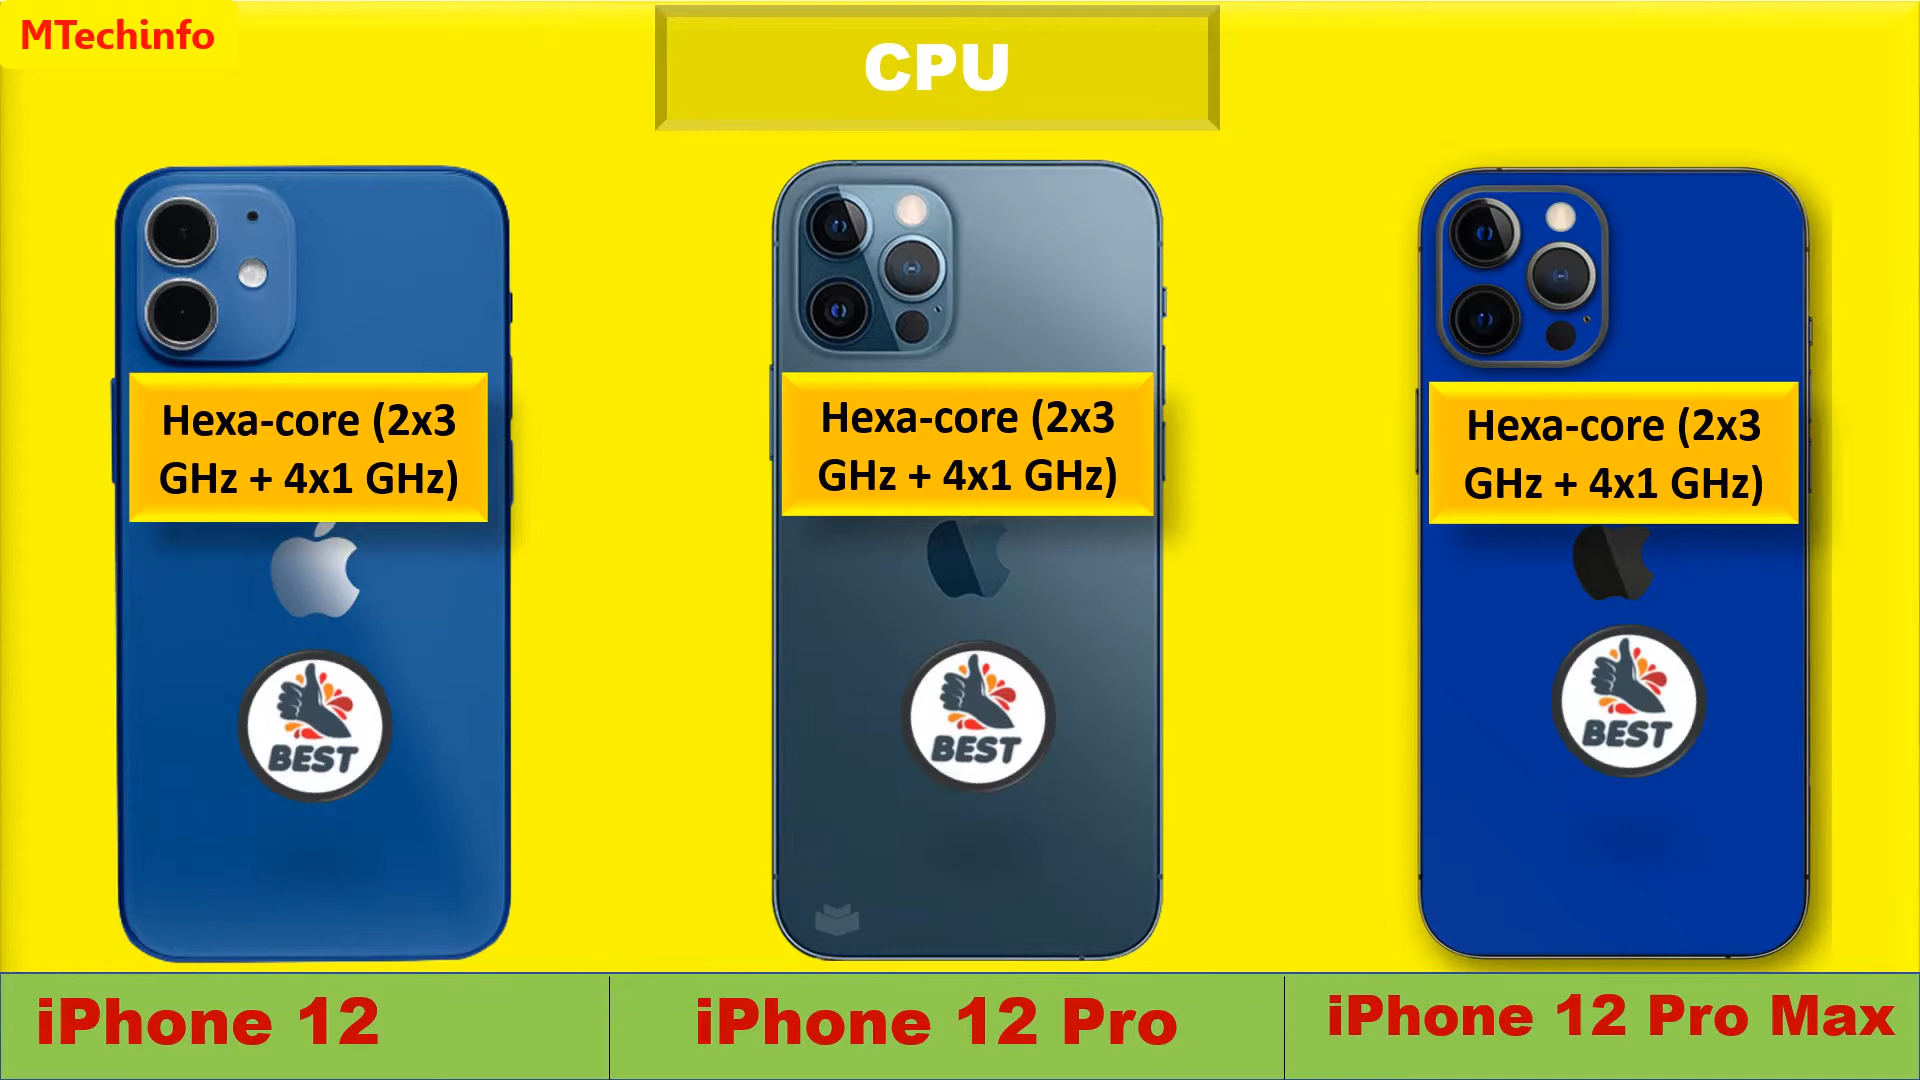 MTechinfo
CPU
Hexa-core (2x3
GHz + 4x1 GHz)
Hexa-core (2x3
GHz + 4x1 GHz)
Hexa-core (2x3
GHz + 4x1 GHz)
BEST
BEST
BEST
iPhone 12
iPhone 12 Pro
iPhone 12 Pro Max